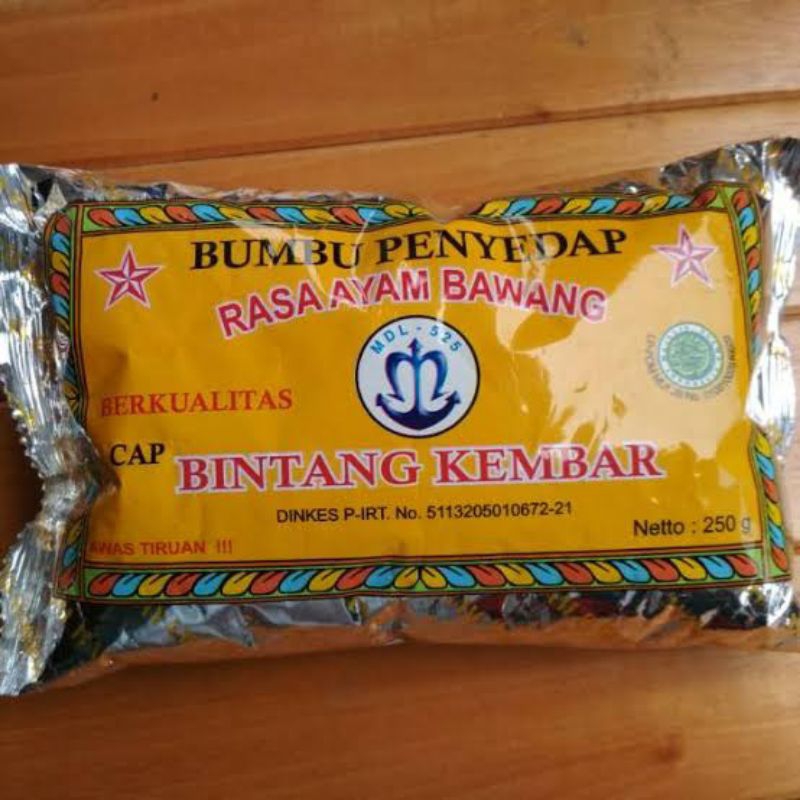 BUMBU PENYEDAP
RASA AYAM BAWANG
MDL - 525
BERKUALITAS
CAP BINTANG KEMBAR
DINKES P-IRT. No. 5113205010672-21
Netto : 250 g
AWAS TIRUAN !!!